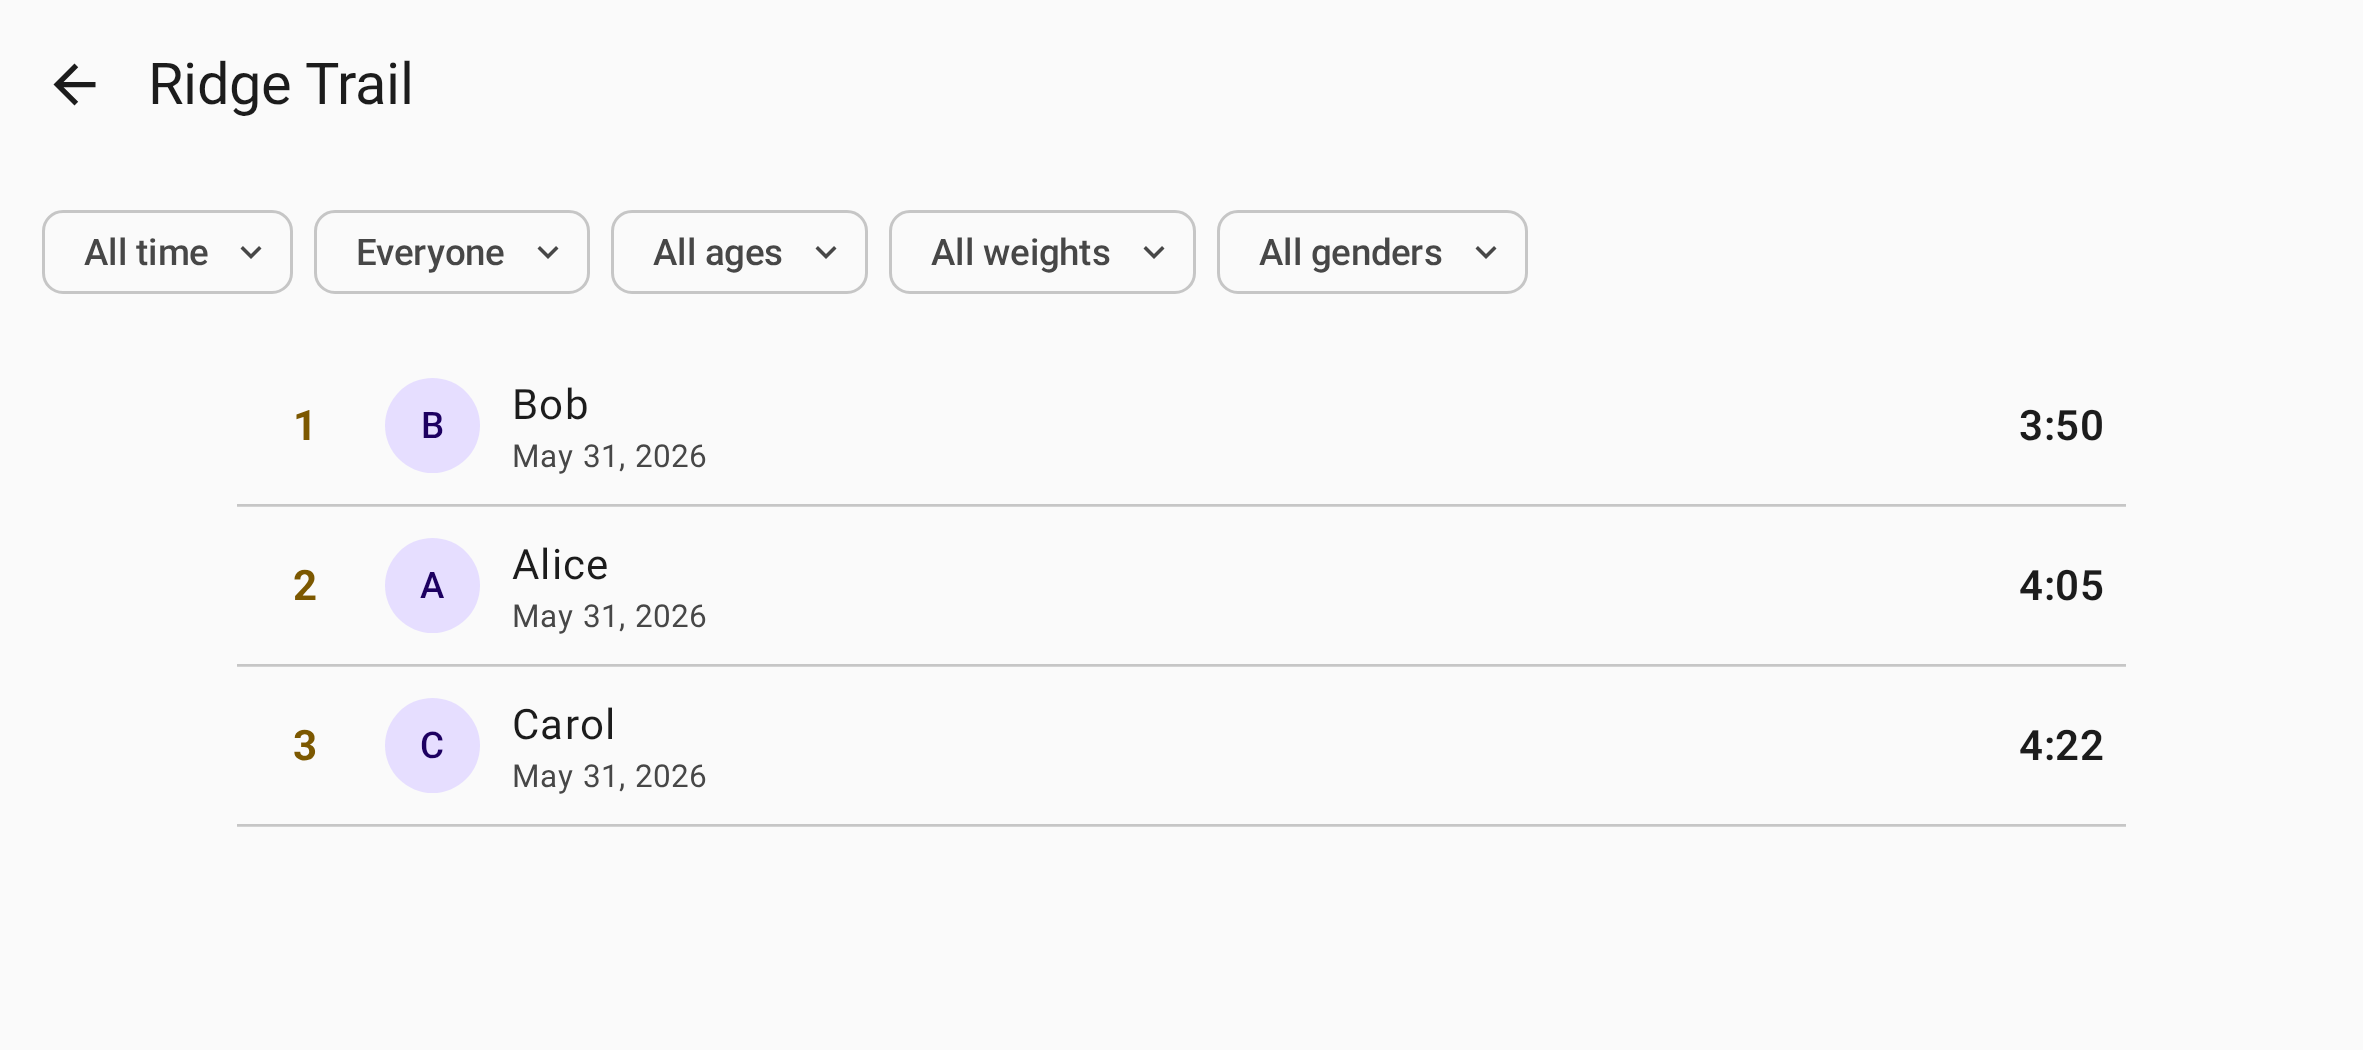 Ridge Trail
All time
Everyone
All ages
All weights
All genders
1
B
Bob
May 31, 2026
3:50
2
A
Alice
May 31, 2026
4:05
3
C
Carol
May 31, 2026
4:22